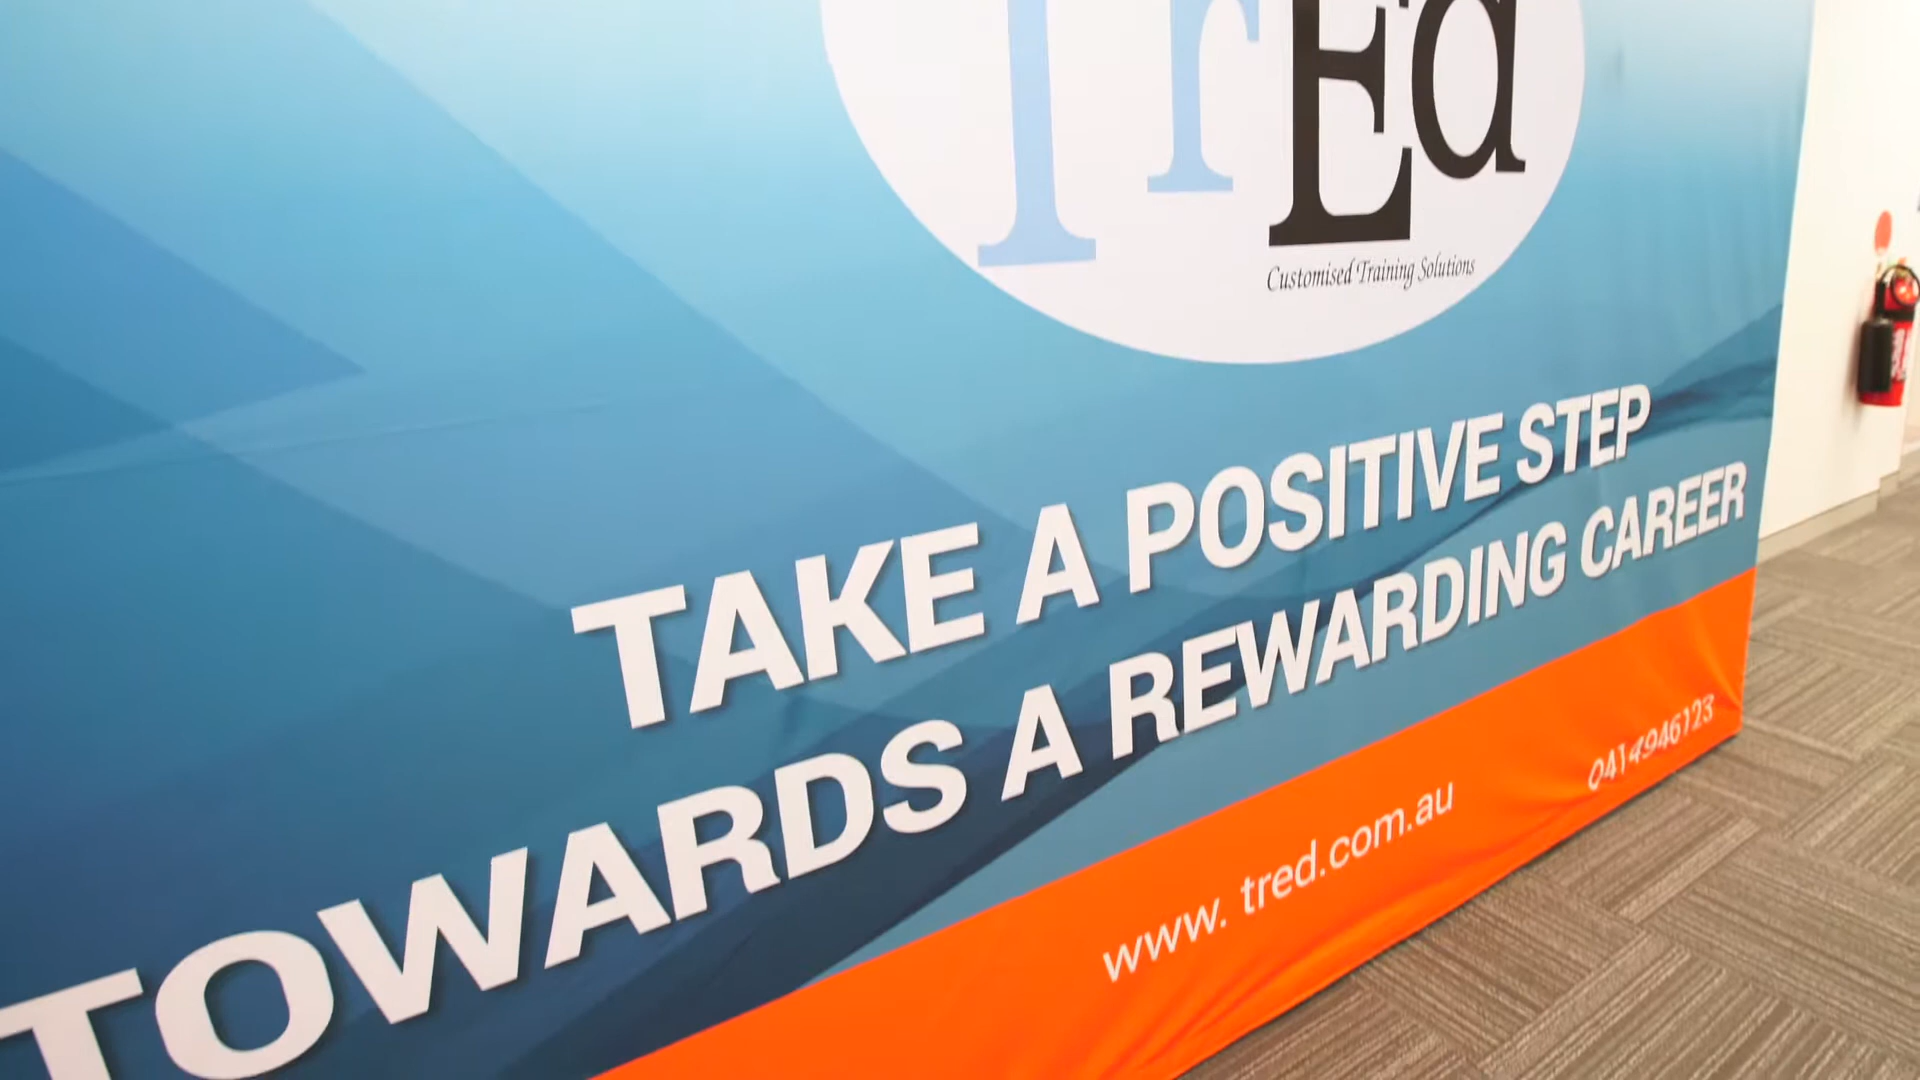 TrEd
Customised Training Solutions
TAKE A POSITIVE STEP
TOWARDS A REWARDING CAREER
www. tred.com.au
0414946123